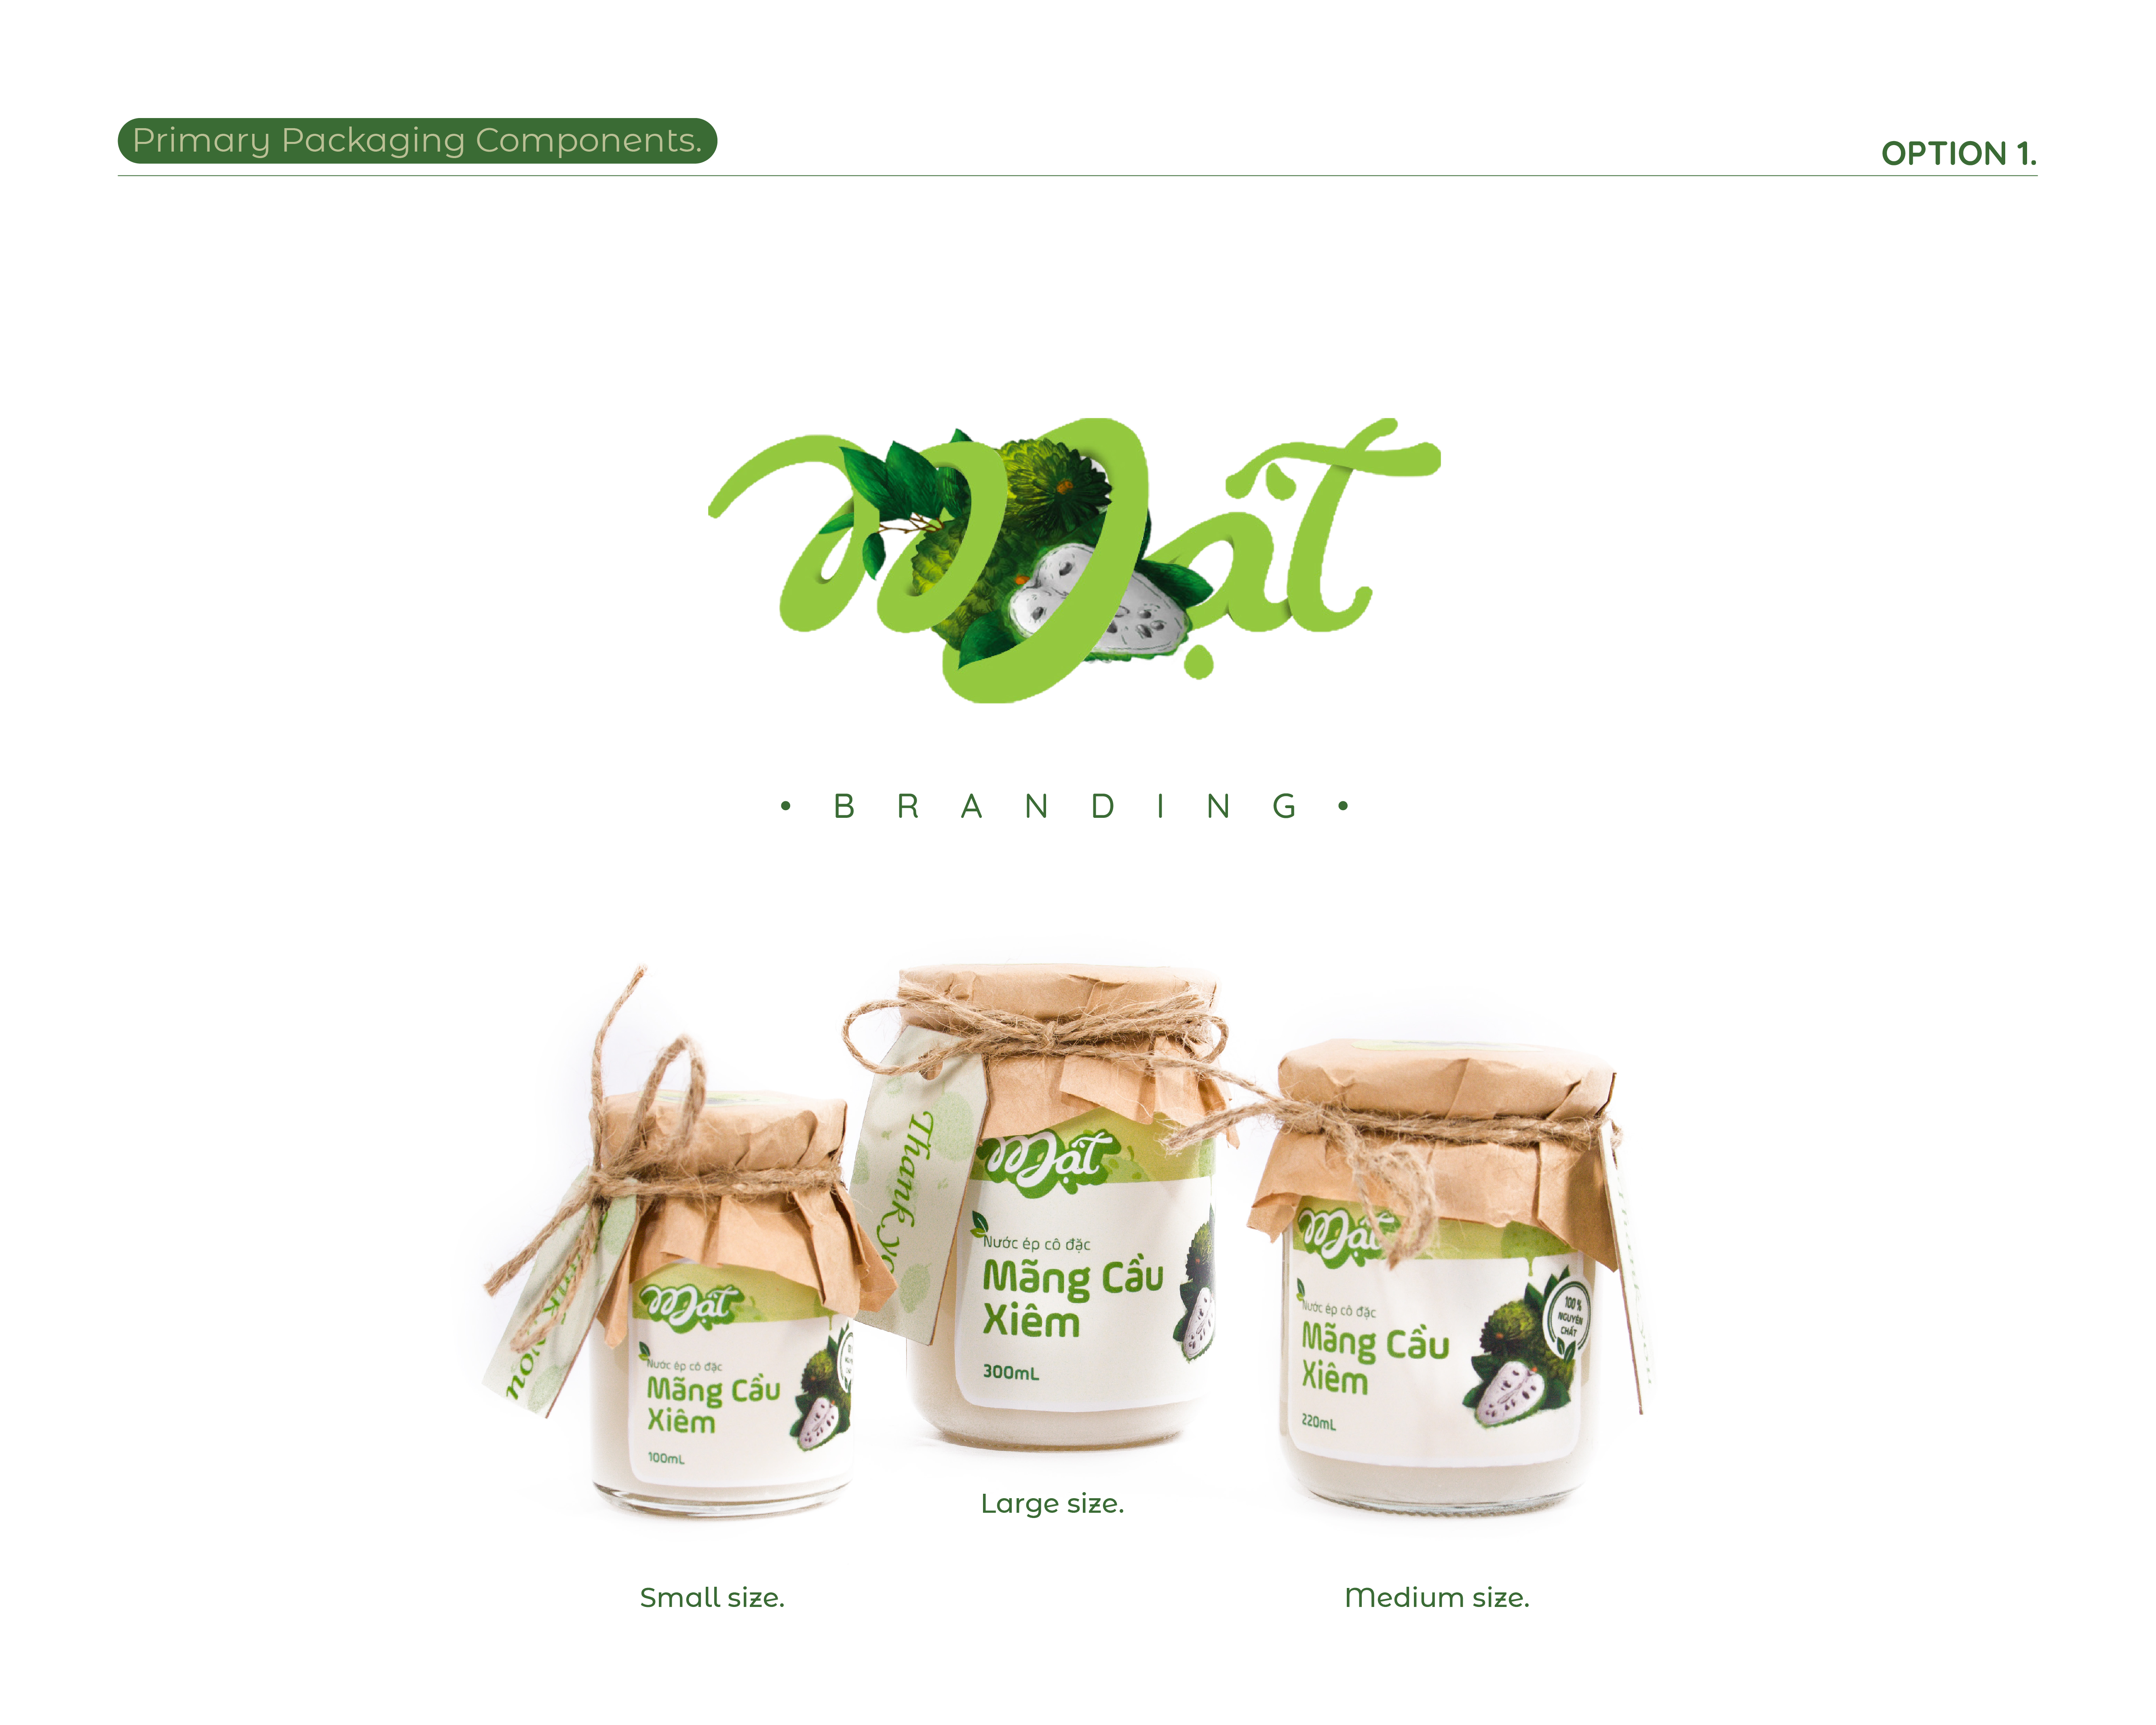 Primary Packaging Components.
OPTION 1.
Mật
• BRANDING •
Thank yo
Mật
Nước ép cô đặc
Mãng Cầu
Xiêm
300mL
Mật
Nước ép cô đặc
Mãng Cầu
Xiêm
100mL
you
Mật
Nước ép cô đặc
Mãng Cầu
Xiêm
220mL
100%
NGUYÊN
CHẤT
Large size.
Small size.
Medium size.